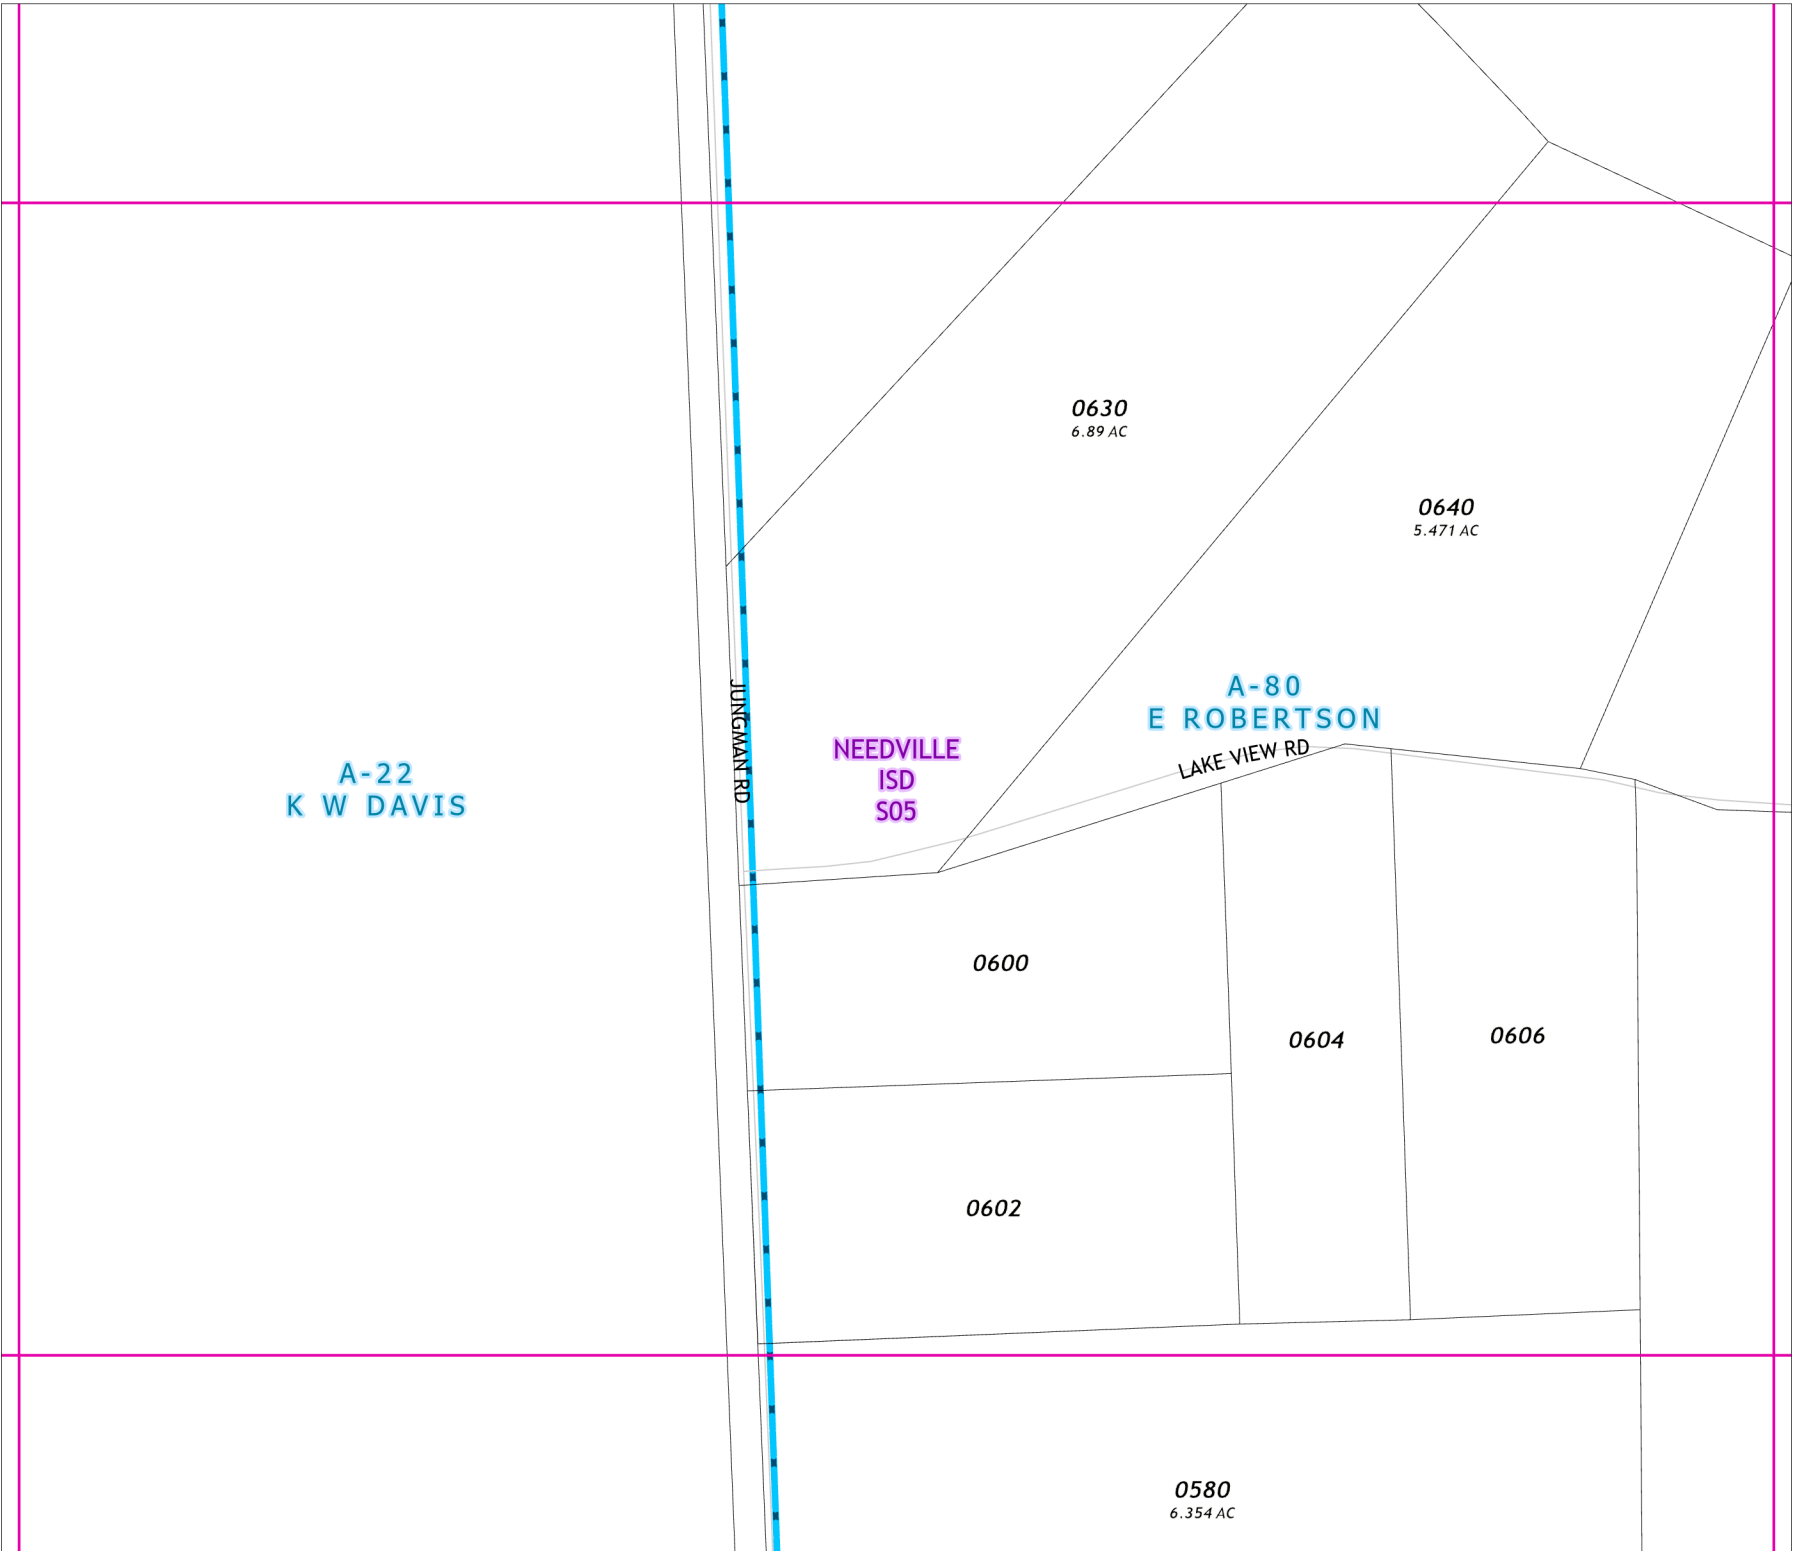 0630
6.89 AC
0640
5.471 AC
A-80
E ROBERTSON
JUNGMAN RD
NEEDVILLE
ISD
S05
LAKE VIEW RD
A-22
K W DAVIS
0600
0604
0606
0602
0580
6.354 AC